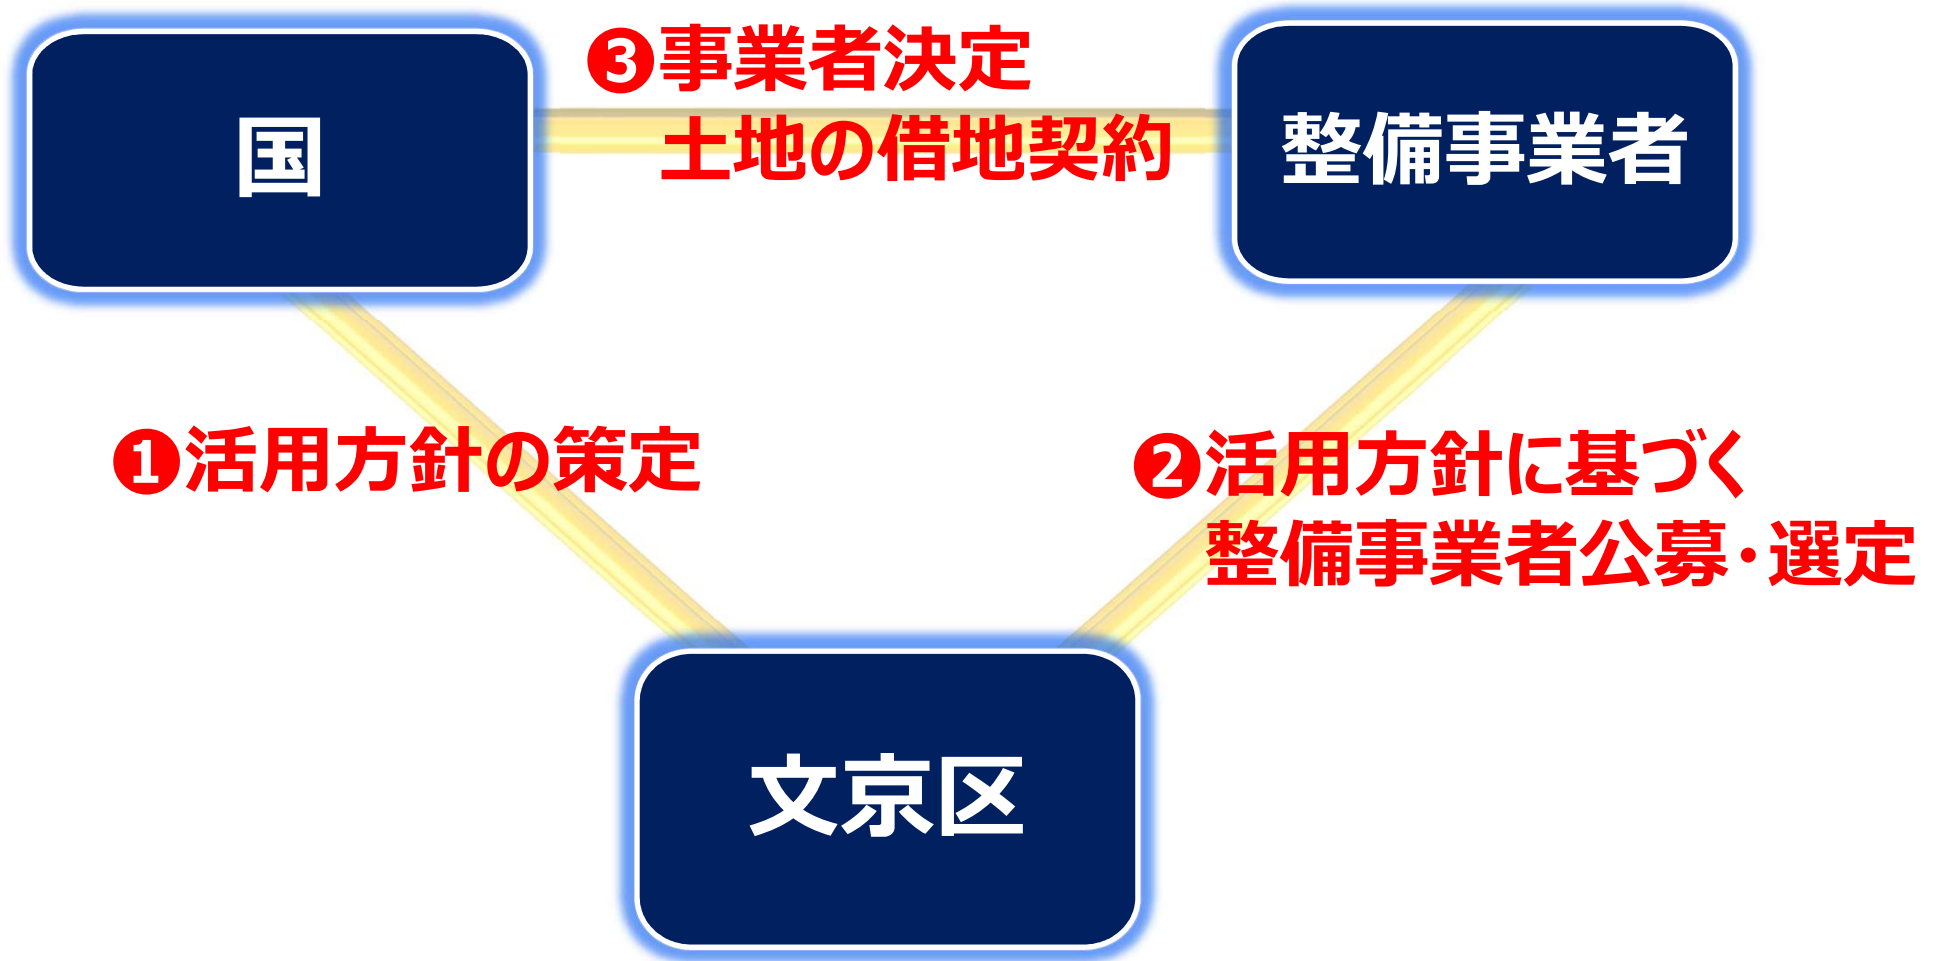 ❸事業者決定
土地の借地契約
国
整備事業者
❶活用方針の策定
❷活用方針に基づく
整備事業者公募・選定
文京区